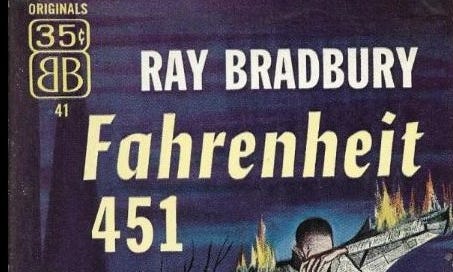 ORIGINALS
35¢
BB
41
RAY BRADBURY
Fahrenheit
451